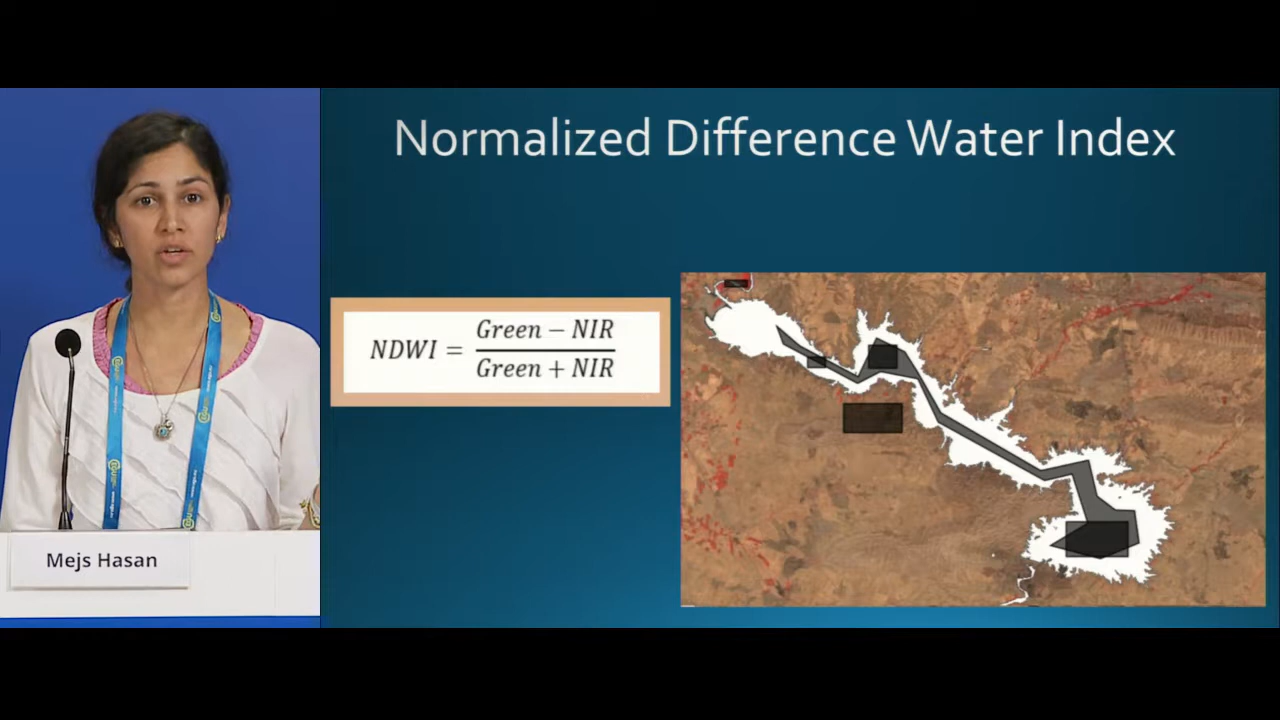 Normalized Difference Water Index
NDWI = (Green − NIR) / (Green + NIR)
Mejs Hasan